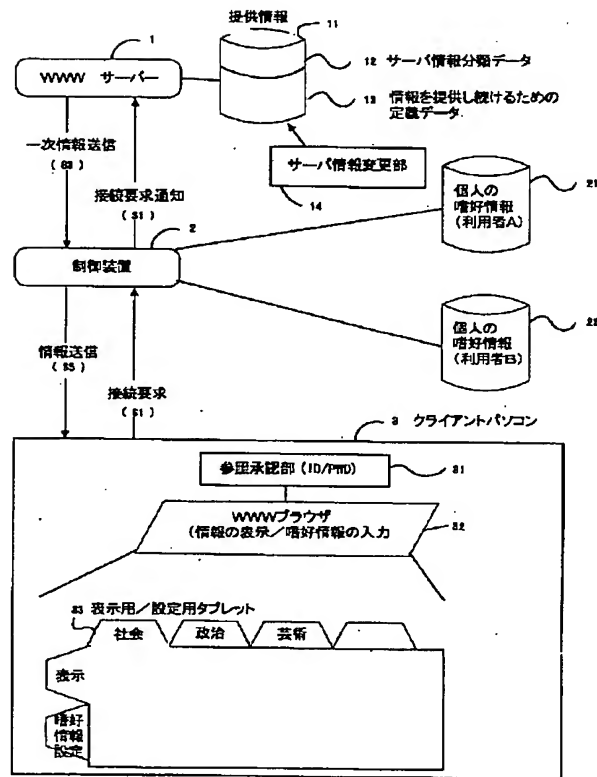 提供情報
11
1
WWW サーバー
12 サーバ情報分類データ
13 情報を提供し続けるための
定義データ
一次情報送信
(S3)
接続要求通知
(S1)
サーバ情報変更部
14
2
制御装置
21
個人の
嗜好情報
(利用者A)
22
個人の
嗜好情報
(利用者B)
情報送信
(S5)
接続要求
(S1)
3 クライアントパソコン
参照承認部(ID/PWD)
31
WWWブラウザ
(情報の表示/嗜好情報の入力
32
33 表示用/設定用タブレット
社会
政治
芸術
表示
嗜好
情報
設定